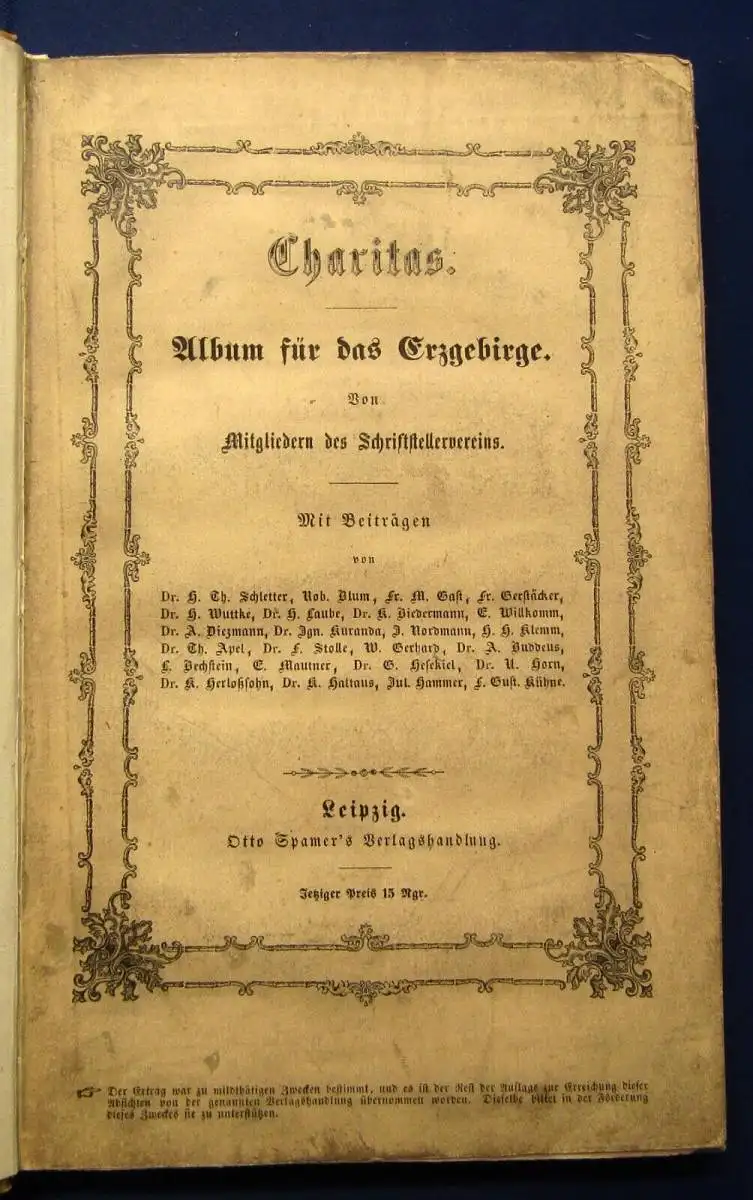 Charitas.
Album für das Erzgebirge.
Von
Mitgliedern des Schriftstellervereins.
Mit Beiträgen
von
Dr. H. Th. Schletter, Rob. Blum, Fr. M. Gast, Fr. Gerstäcker,
Dr. H. Wuttke, Dr. H. Laube, Dr. K. Biedermann, E. Willkomm,
Dr. A. Diezmann, Dr. Ign. Kuranda, J. Nordmann, H. H. Klemm,
Dr. Th. Apel, Dr. F. Stolle, W. Gerhard, Dr. A. Buddeus,
L. Bechstein, E. Mautner, Dr. G. Hesekiel, Dr. U. Horn,
Dr. K. Herloßsohn, Dr. K. Haltaus, Jul. Hammer, F. Gust. Kühne.
Leipzig.
Otto Spamer's Verlagshandlung.
Jetziger Preis 15 Ngr.
Der Ertrag war zu mildthätigen Zwecken bestimmt, und es ist der Rest der Auflage zur Erreichung dieser
Absichten von der genannten Verlagshandlung übernommen worden. Dieselbe bittet in der Förderung
dieses Zweckes sie zu unterstützen.